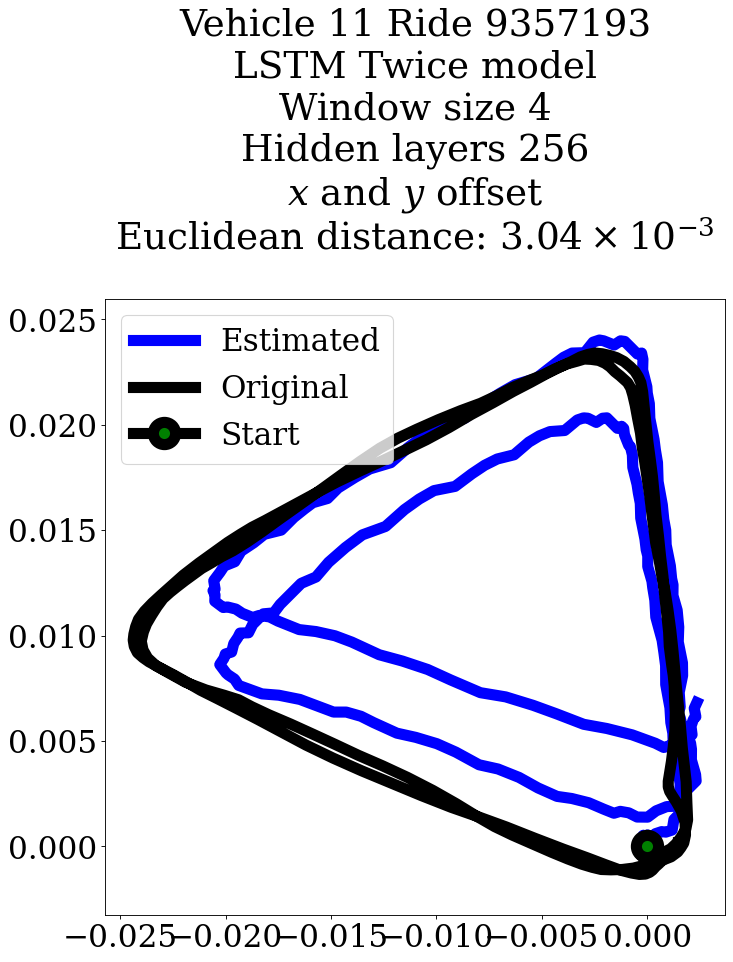 Vehicle 11 Ride 9357193
LSTM Twice model
Window size 4
Hidden layers 256
x and y offset
Euclidean distance: 3.04 × 10⁻³
0.025
0.020
0.015
0.010
0.005
0.000
Estimated
Original
Start
−0.025 −0.020 −0.015 −0.010 −0.005 0.000